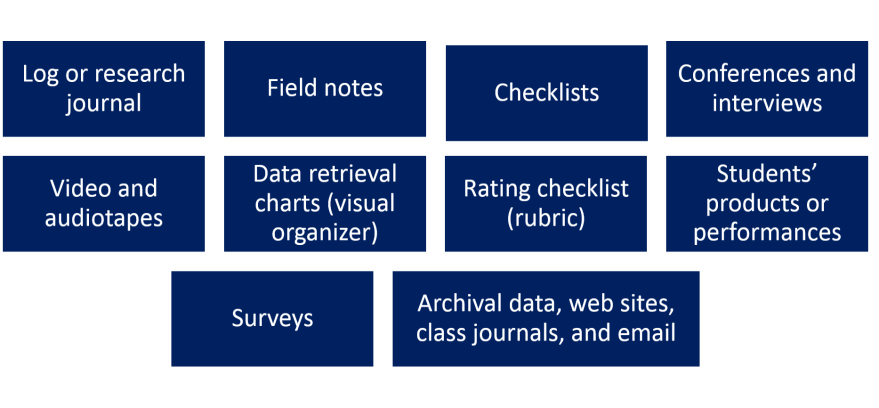 Log or research
journal
Field notes
Checklists
Conferences and
interviews
Video and
audiotapes
Data retrieval
charts (visual
organizer)
Rating checklist
(rubric)
Students’
products or
performances
Surveys
Archival data, web sites,
class journals, and email